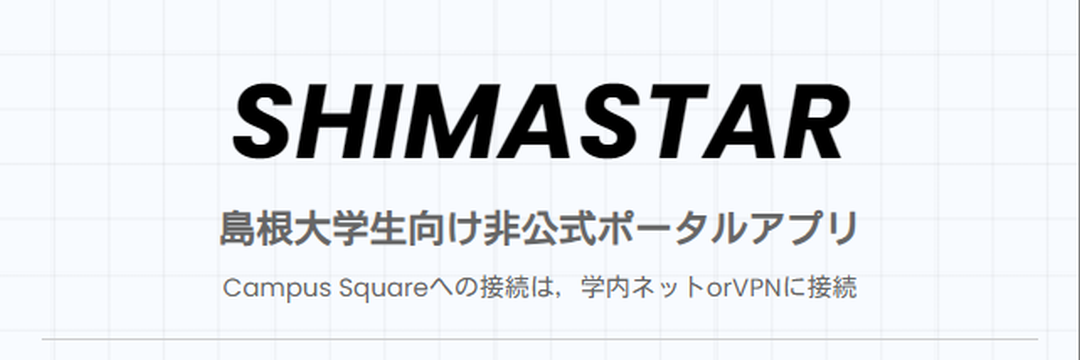 SHIMASTAR
島根大学生向け非公式ポータルアプリ
Campus Squareへの接続は，学内ネットorVPNに接続